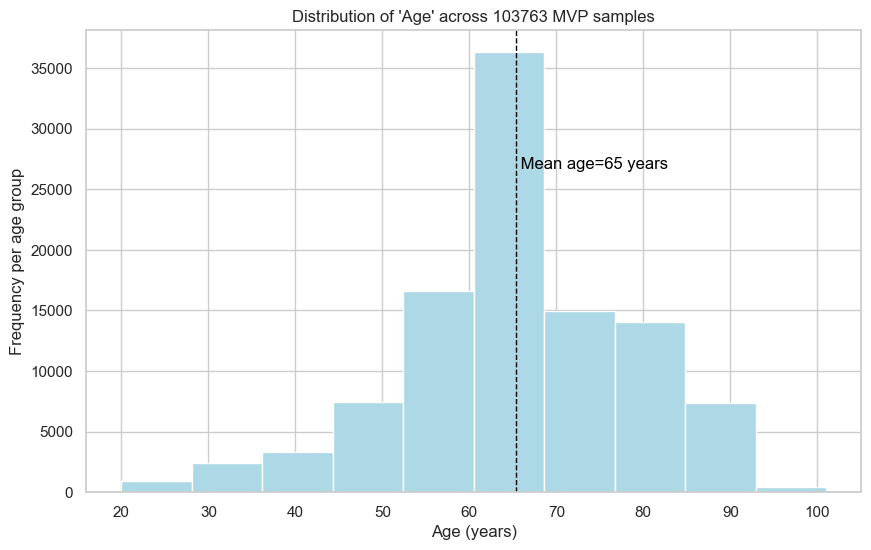 Distribution of 'Age' across 103763 MVP samples
Frequency per age group
35000
30000
25000
20000
15000
10000
5000
0
Mean age=65 years
20 30 40 50 60 70 80 90 100
Age (years)